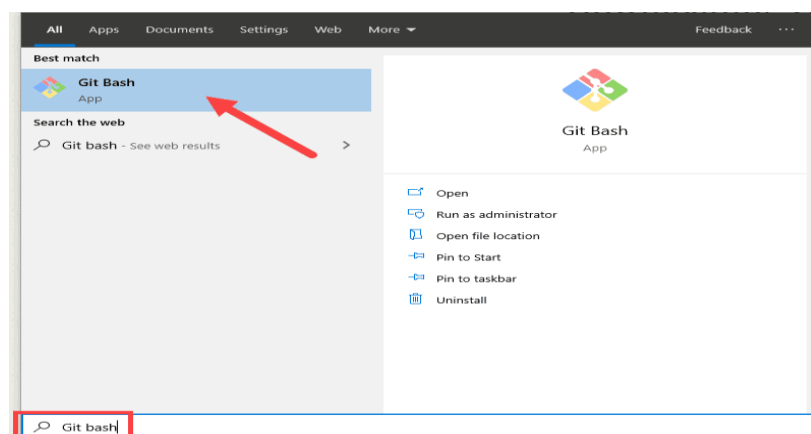 All Apps Documents Settings Web More Feedback ...
Best match
Git Bash
App
Search the web
Git bash - See web results
Git Bash
App
Open
Run as administrator
Open file location
Pin to Start
Pin to taskbar
Uninstall
Git bash